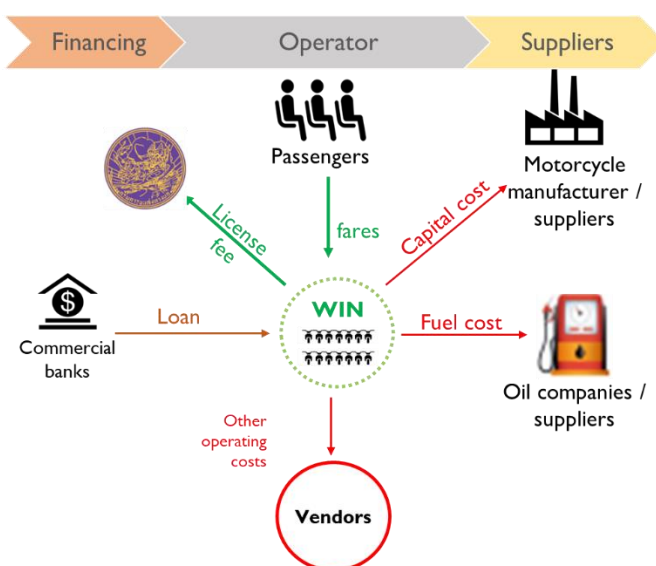 Financing
Operator
Suppliers
Passengers
Motorcycle
manufacturer /
suppliers
License
fee
fares
Capital cost
WIN
$
Commercial
banks
Loan
Fuel cost
Oil companies /
suppliers
Other
operating
costs
Vendors